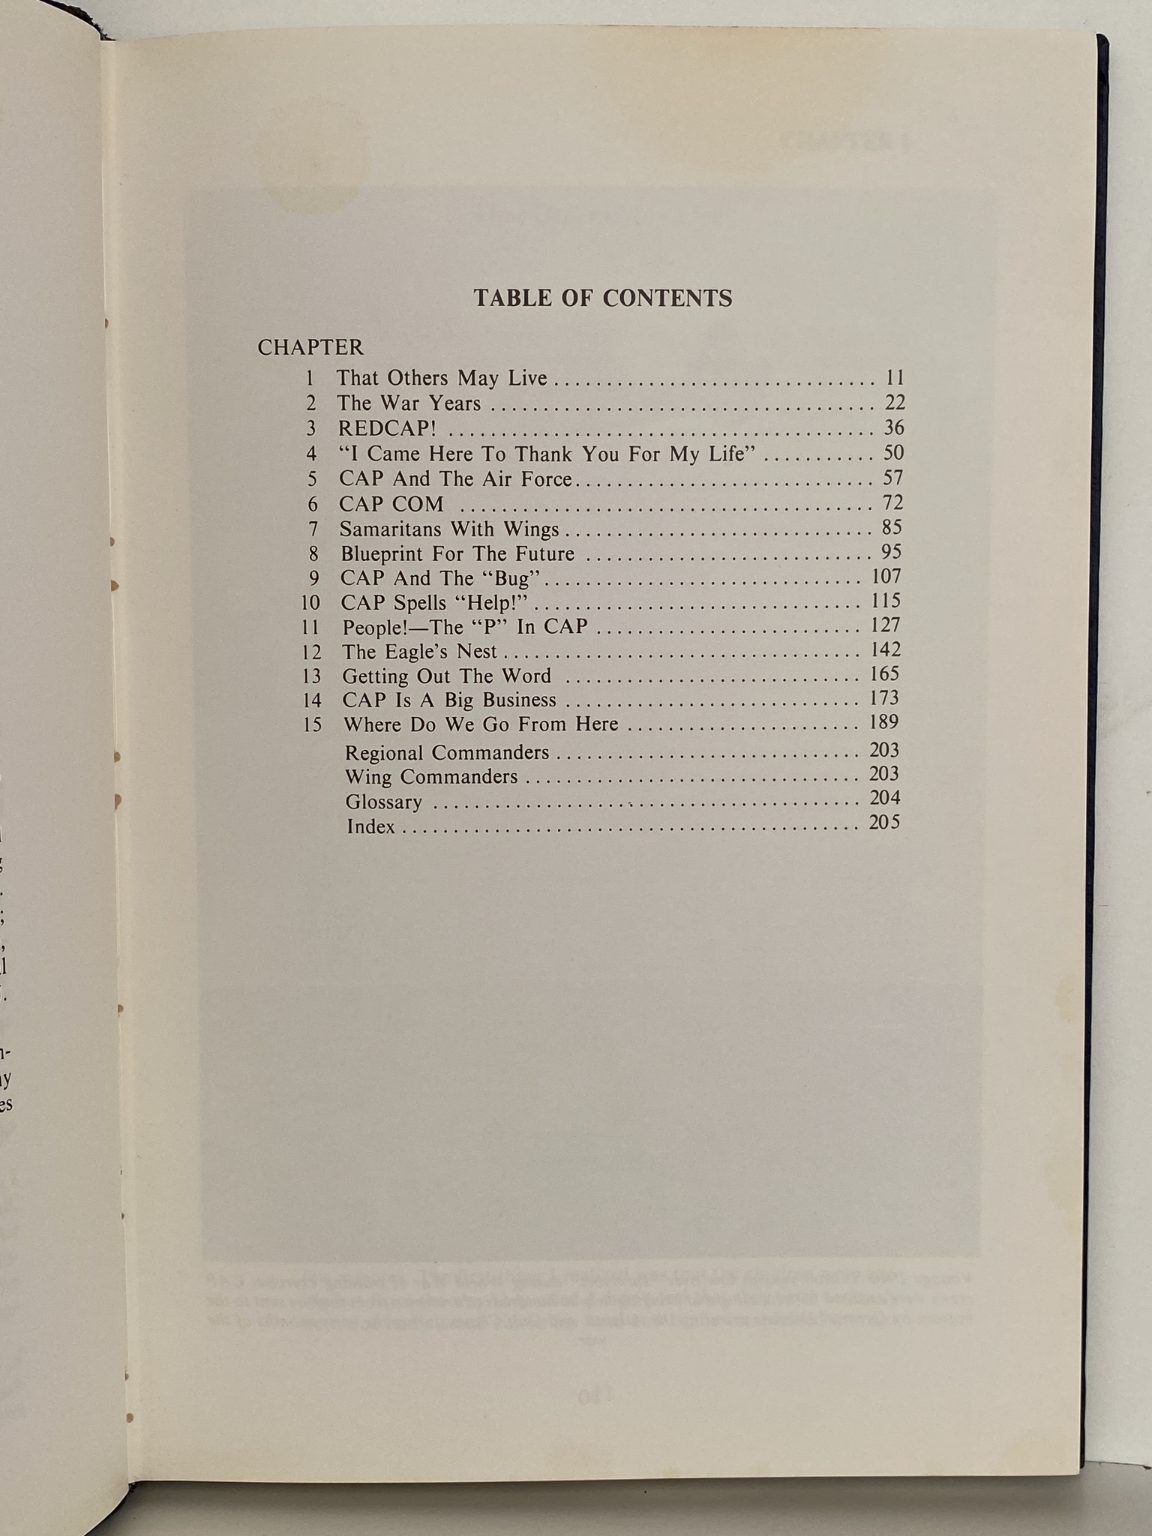 TABLE OF CONTENTS
CHAPTER
1 That Others May Live .............................. 11
2 The War Years .................................... 22
3 REDCAP! ........................................ 36
4 “I Came Here To Thank You For My Life” ........... 50
5 CAP And The Air Force............................ 57
6 CAP COM ....................................... 72
7 Samaritans With Wings ............................. 85
8 Blueprint For The Future ........................... 95
9 CAP And The “Bug”.............................. 107
10 CAP Spells “Help!” ............................... 115
11 People!—The “P” In CAP ......................... 127
12 The Eagle’s Nest .................................. 142
13 Getting Out The Word ............................ 165
14 CAP Is A Big Business ............................ 173
15 Where Do We Go From Here ...................... 189
Regional Commanders ............................. 203
Wing Commanders ................................ 203
Glossary ......................................... 204
Index ............................................ 205